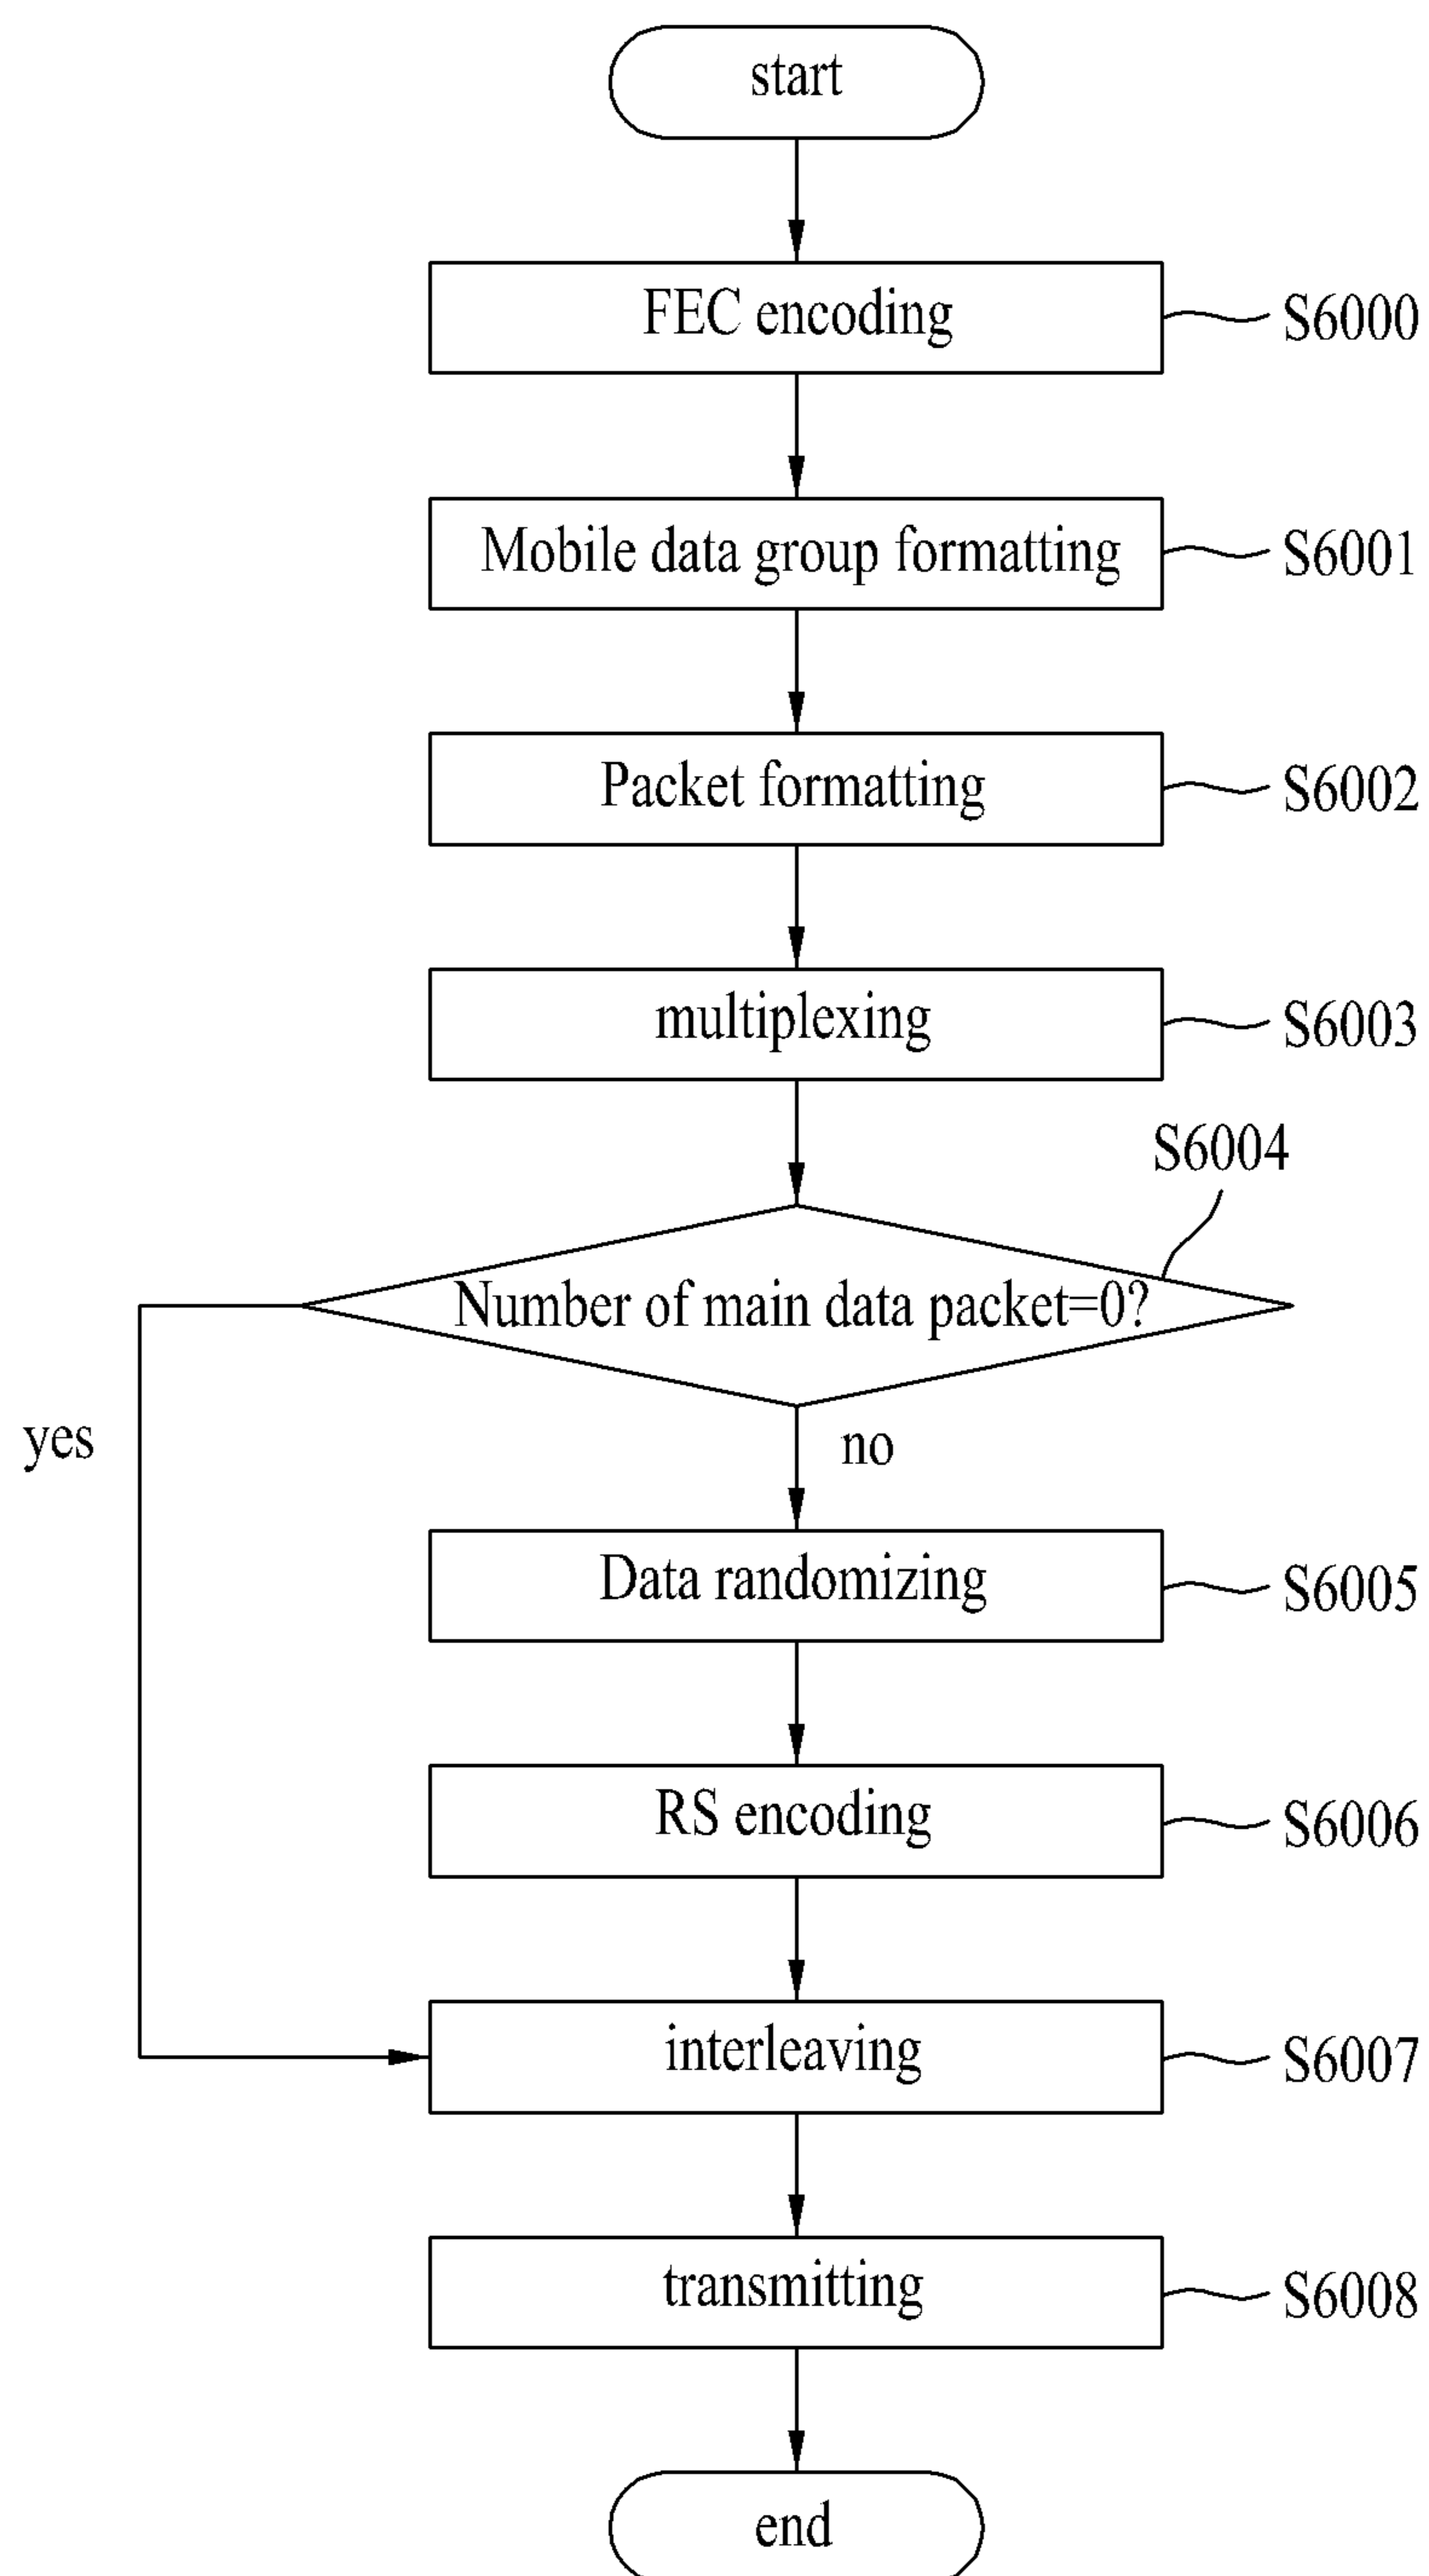 start
FEC encoding
S6000
Mobile data group formatting
S6001
Packet formatting
S6002
multiplexing
S6003
S6004
Number of main data packet=0?
yes
no
Data randomizing
S6005
RS encoding
S6006
interleaving
S6007
transmitting
S6008
end